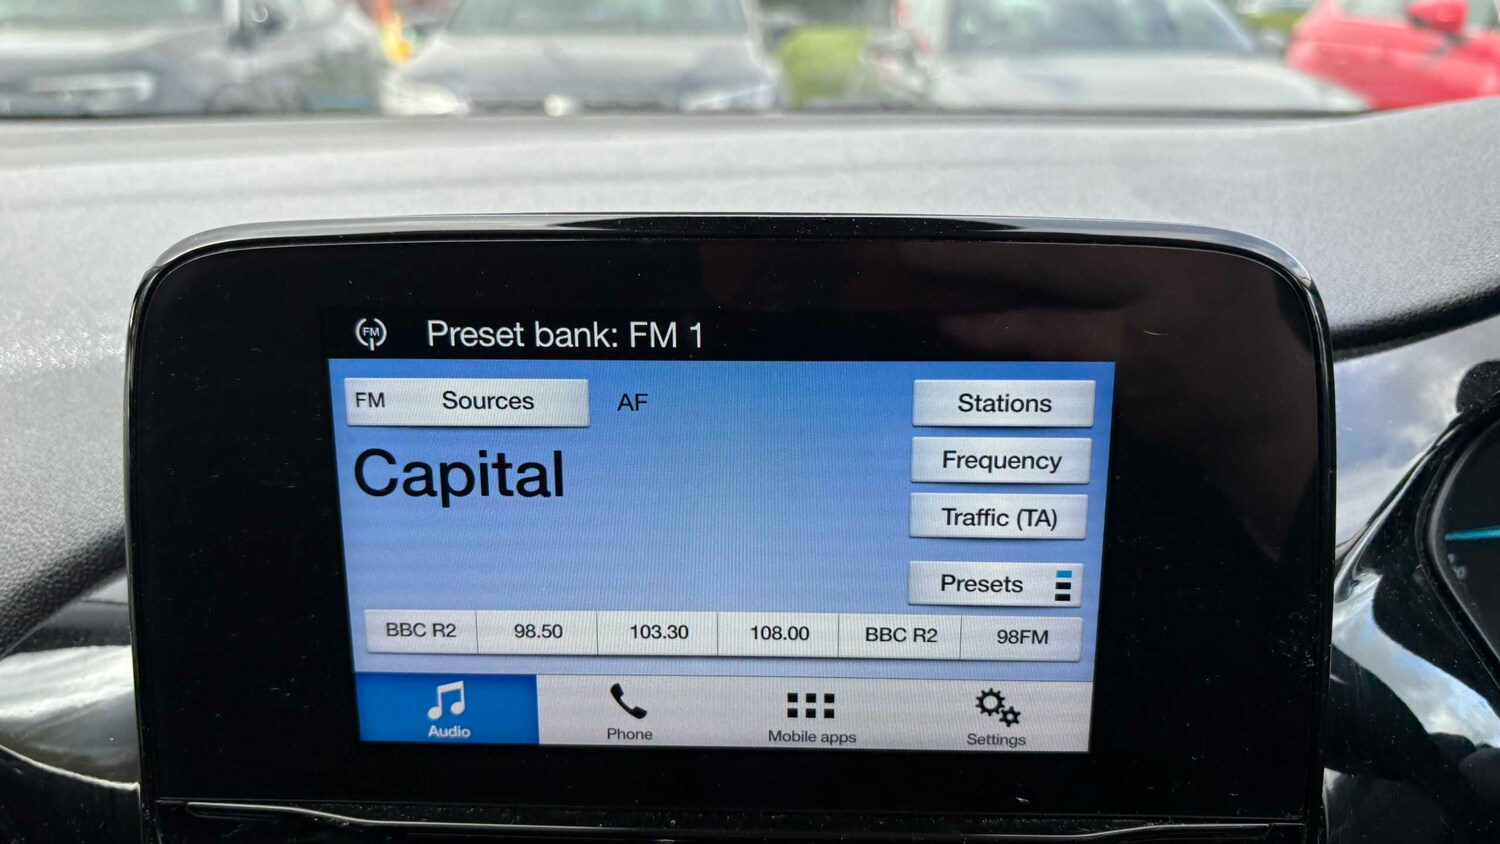 FM
Preset bank: FM 1
FM Sources
AF
Stations
Capital
Frequency
Traffic (TA)
Presets
BBC R2
98.50
103.30
108.00
BBC R2
98FM
Audio
Phone
Mobile apps
Settings